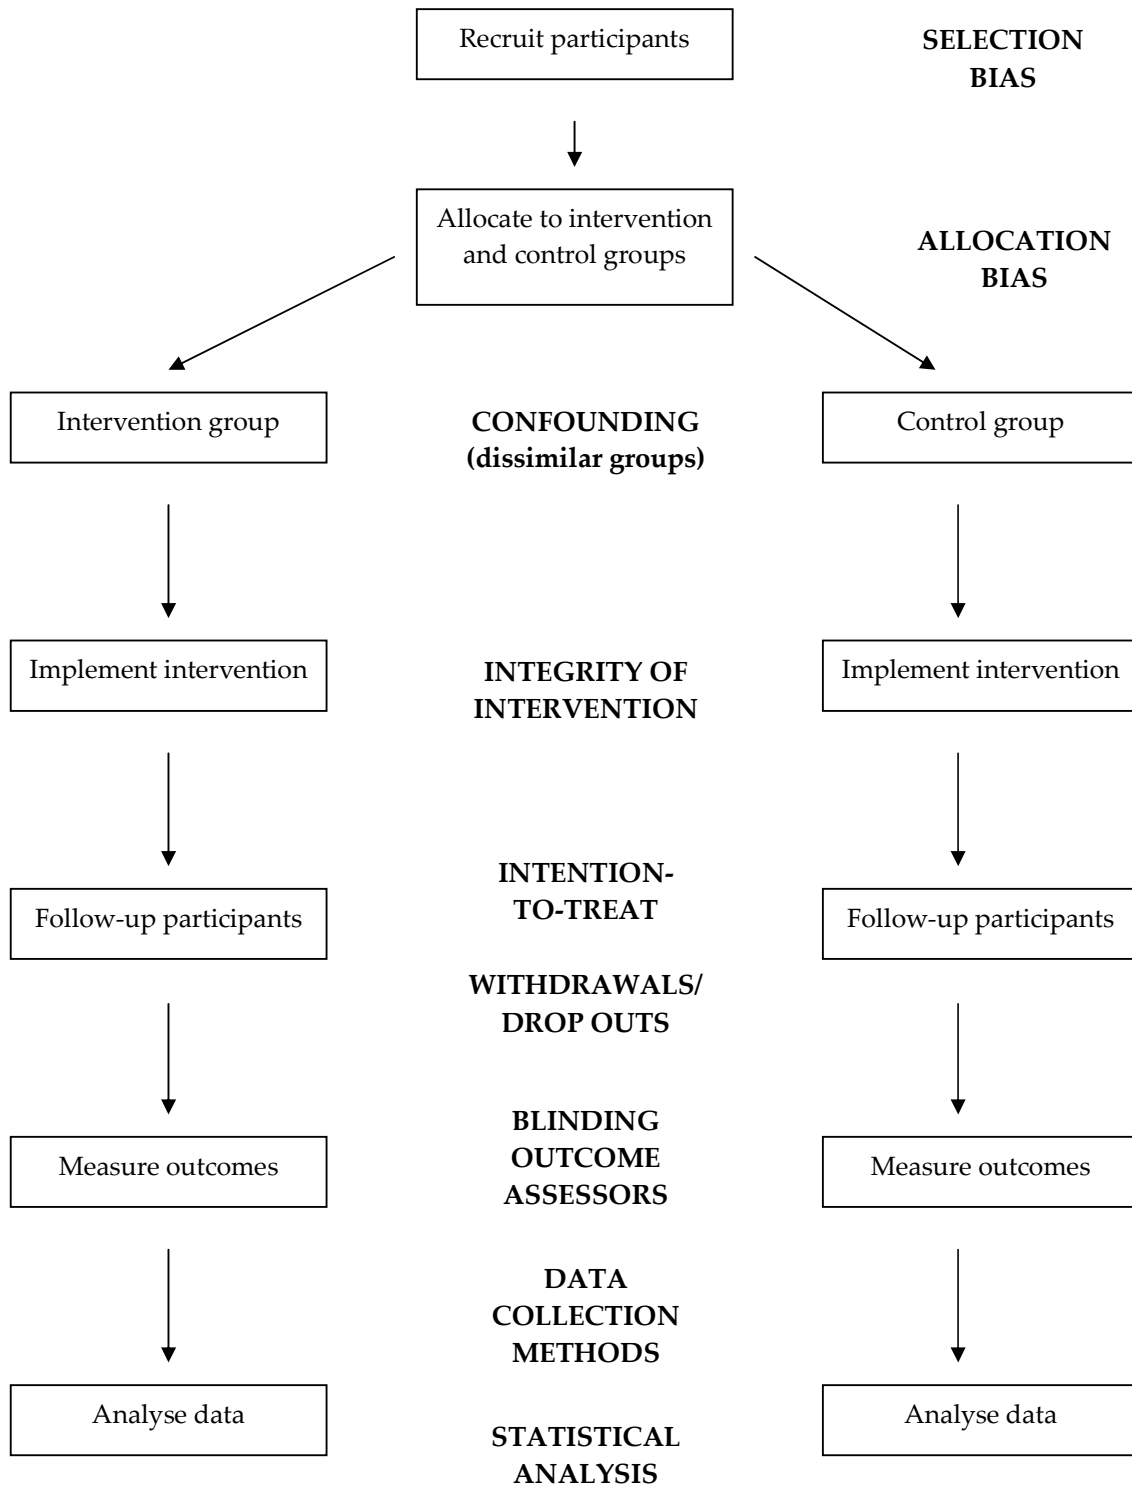 Recruit participants
SELECTION
BIAS
Allocate to intervention
and control groups
ALLOCATION
BIAS
Intervention group
CONFOUNDING
(dissimilar groups)
Control group
Implement intervention
INTEGRITY OF
INTERVENTION
Implement intervention
Follow-up participants
INTENTION-
TO-TREAT
Follow-up participants
WITHDRAWALS/
DROP OUTS
Measure outcomes
BLINDING
OUTCOME
ASSESSORS
Measure outcomes
DATA
COLLECTION
METHODS
Analyse data
Analyse data
STATISTICAL
ANALYSIS